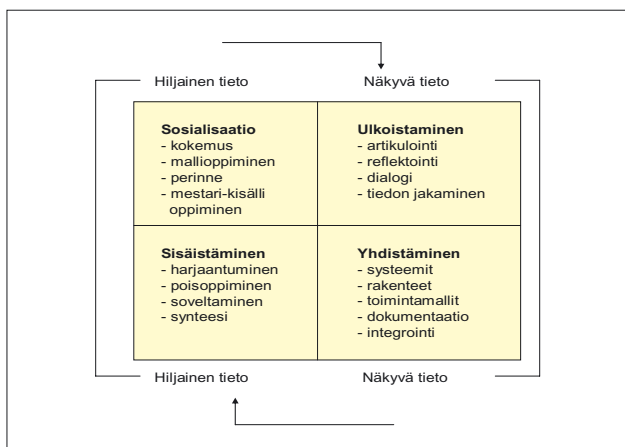 Hiljainen tieto
Näkyvä tieto
Sosialisaatio
- kokemus
- mallioppiminen
- perinne
- mestari-kisälli
oppiminen
Ulkoistaminen
- artikulointi
- reflektointi
- dialogi
- tiedon jakaminen
Sisäistäminen
- harjaantuminen
- poisoppiminen
- soveltaminen
- synteesi
Yhdistäminen
- systeemit
- rakenteet
- toimintamallit
- dokumentaatio
- integrointi
Hiljainen tieto
Näkyvä tieto